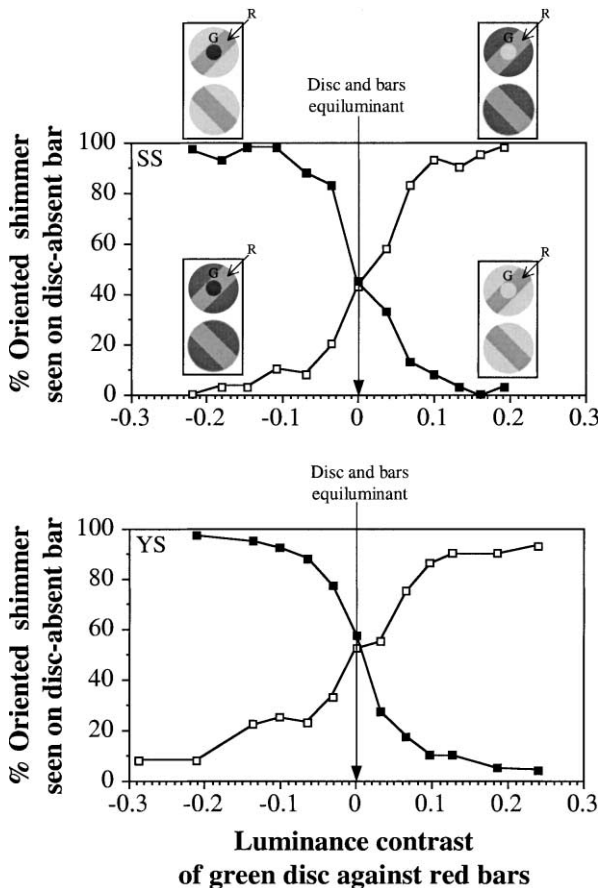 R
G
R
G
Disc and bars
equiluminant
100
SS
80
60
R
G
R
G
40
20
0
-0.3 -0.2 -0.1 0 0.1 0.2 0.3
% Oriented shimmer
seen on disc-absent bar
Disc and bars
equiluminant
100
YS
80
60
40
20
0
-0.3 -0.2 -0.1 0 0.1 0.2 0.3
% Oriented shimmer
seen on disc-absent bar
Luminance contrast
of green disc against red bars